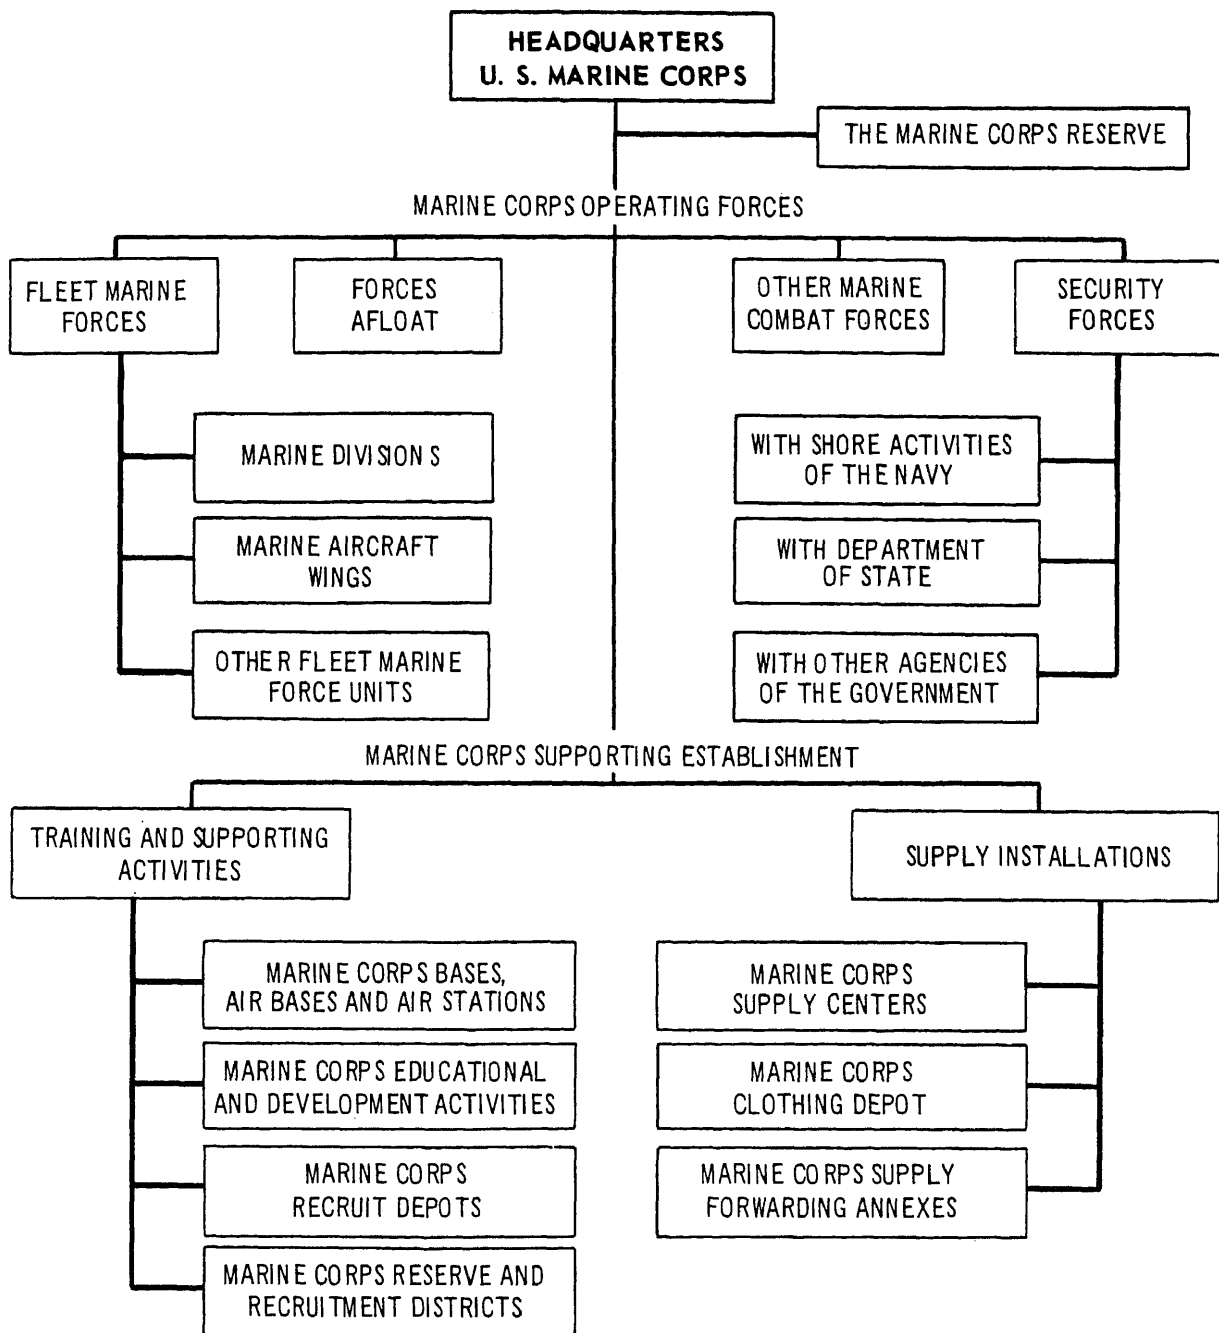 HEADQUARTERS
U. S. MARINE CORPS
THE MARINE CORPS RESERVE
MARINE CORPS OPERATING FORCES
FLEET MARINE
FORCES
FORCES
AFLOAT
OTHER MARINE
COMBAT FORCES
SECURITY
FORCES
MARINE DIVISIONS
MARINE AIRCRAFT
WINGS
OTHER FLEET MARINE
FORCE UNITS
WITH SHORE ACTIVITIES
OF THE NAVY
WITH DEPARTMENT
OF STATE
WITH OTHER AGENCIES
OF THE GOVERNMENT
MARINE CORPS SUPPORTING ESTABLISHMENT
TRAINING AND SUPPORTING
ACTIVITIES
SUPPLY INSTALLATIONS
MARINE CORPS BASES,
AIR BASES AND AIR STATIONS
MARINE CORPS EDUCATIONAL
AND DEVELOPMENT ACTIVITIES
MARINE CORPS
RECRUIT DEPOTS
MARINE CORPS RESERVE AND
RECRUITMENT DISTRICTS
MARINE CORPS
SUPPLY CENTERS
MARINE CORPS
CLOTHING DEPOT
MARINE CORPS SUPPLY
FORWARDING ANNEXES